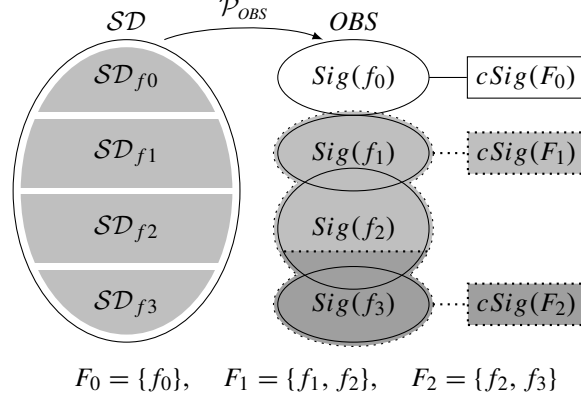 𝒮𝒟 𝒫_OBS OBS
𝒮𝒟_f0 Sig(f₀) cSig(F₀)
𝒮𝒟_f1 Sig(f₁) cSig(F₁)
𝒮𝒟_f2 Sig(f₂)
𝒮𝒟_f3 Sig(f₃) cSig(F₂)
F₀ = {f₀}, F₁ = {f₁, f₂}, F₂ = {f₂, f₃}